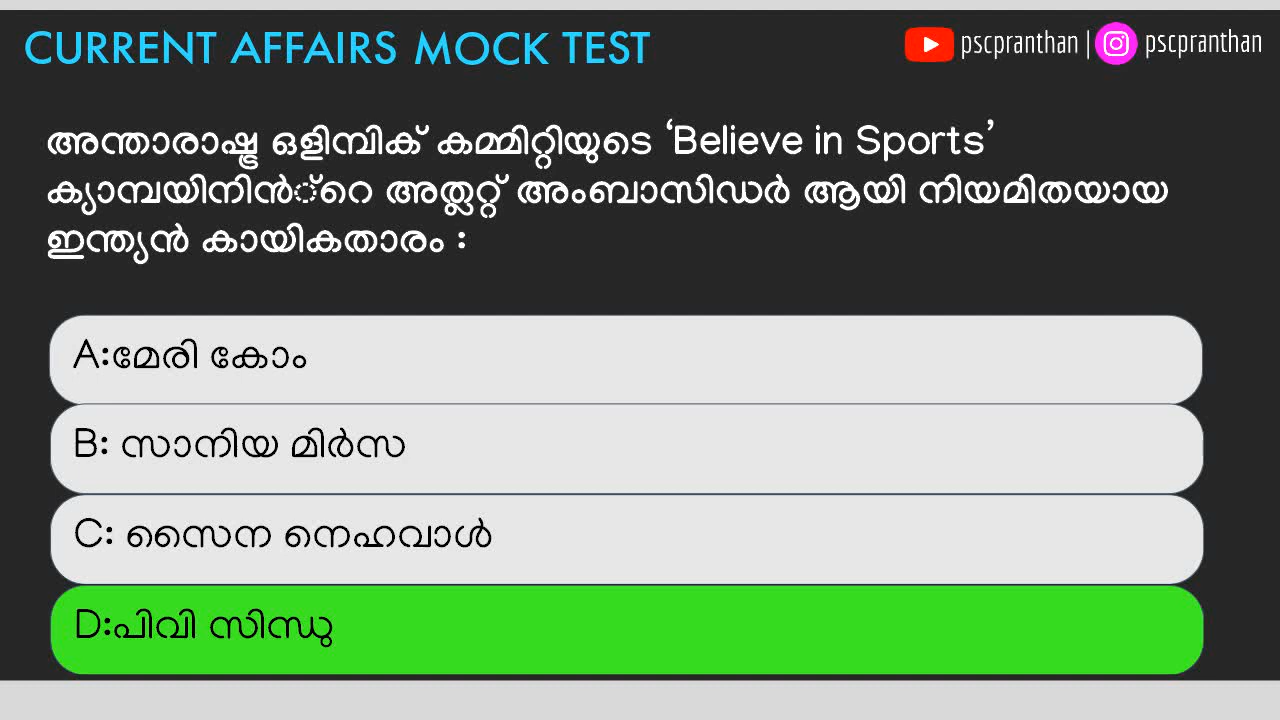 CURRENT AFFAIRS MOCK TEST
pscpranthan | pscpranthan
അന്താരാഷ്ട്ര ഒളിമ്പിക് കമ്മിറ്റിയുടെ ‘Believe in Sports’
ക്യാമ്പയിനിൻ്റെ അത്ലറ്റ് അംബാസിഡർ ആയി നിയമിതയായ
ഇന്ത്യൻ കായികതാരം :
A:മേരി കോം
B: സാനിയ മിർസ
C: സൈന നെഹവാൾ
D:പിവി സിന്ധു